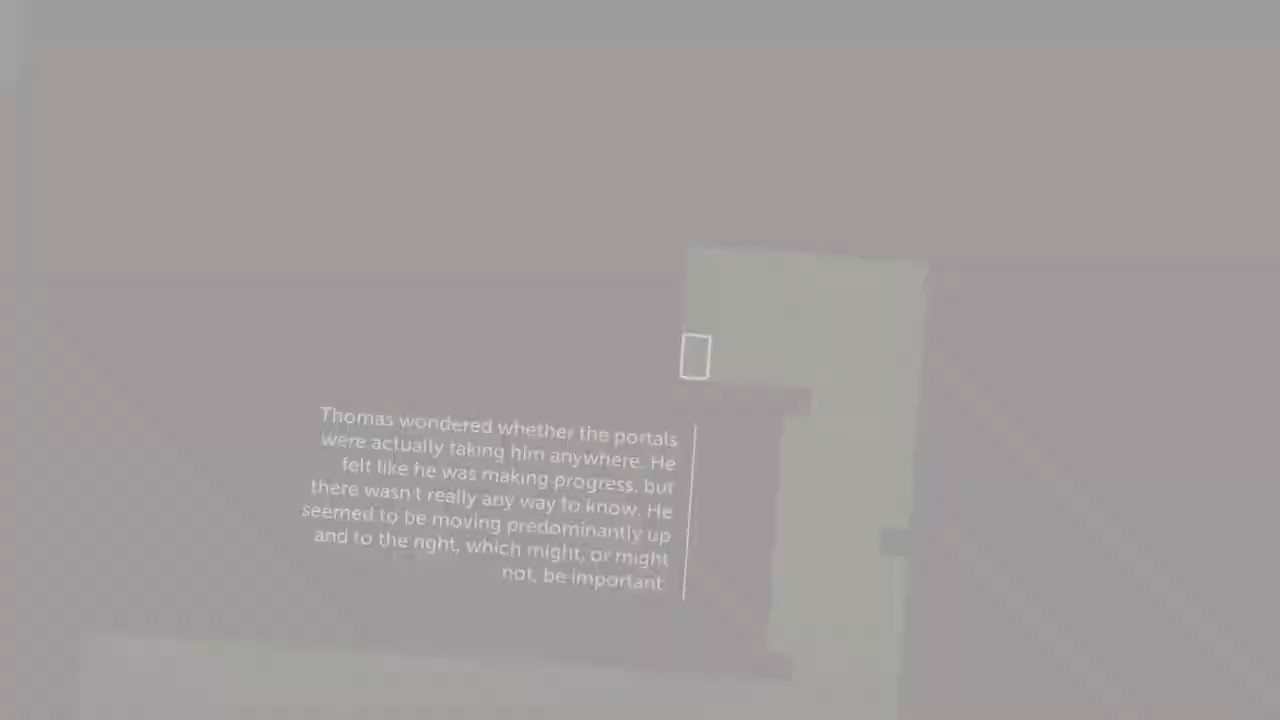 Thomas wondered whether the portals
were actually taking him anywhere. He
felt like he was making progress, but
there wasn't really any way to know. He
seemed to be moving predominantly up
and to the right, which might, or might
not, be important.